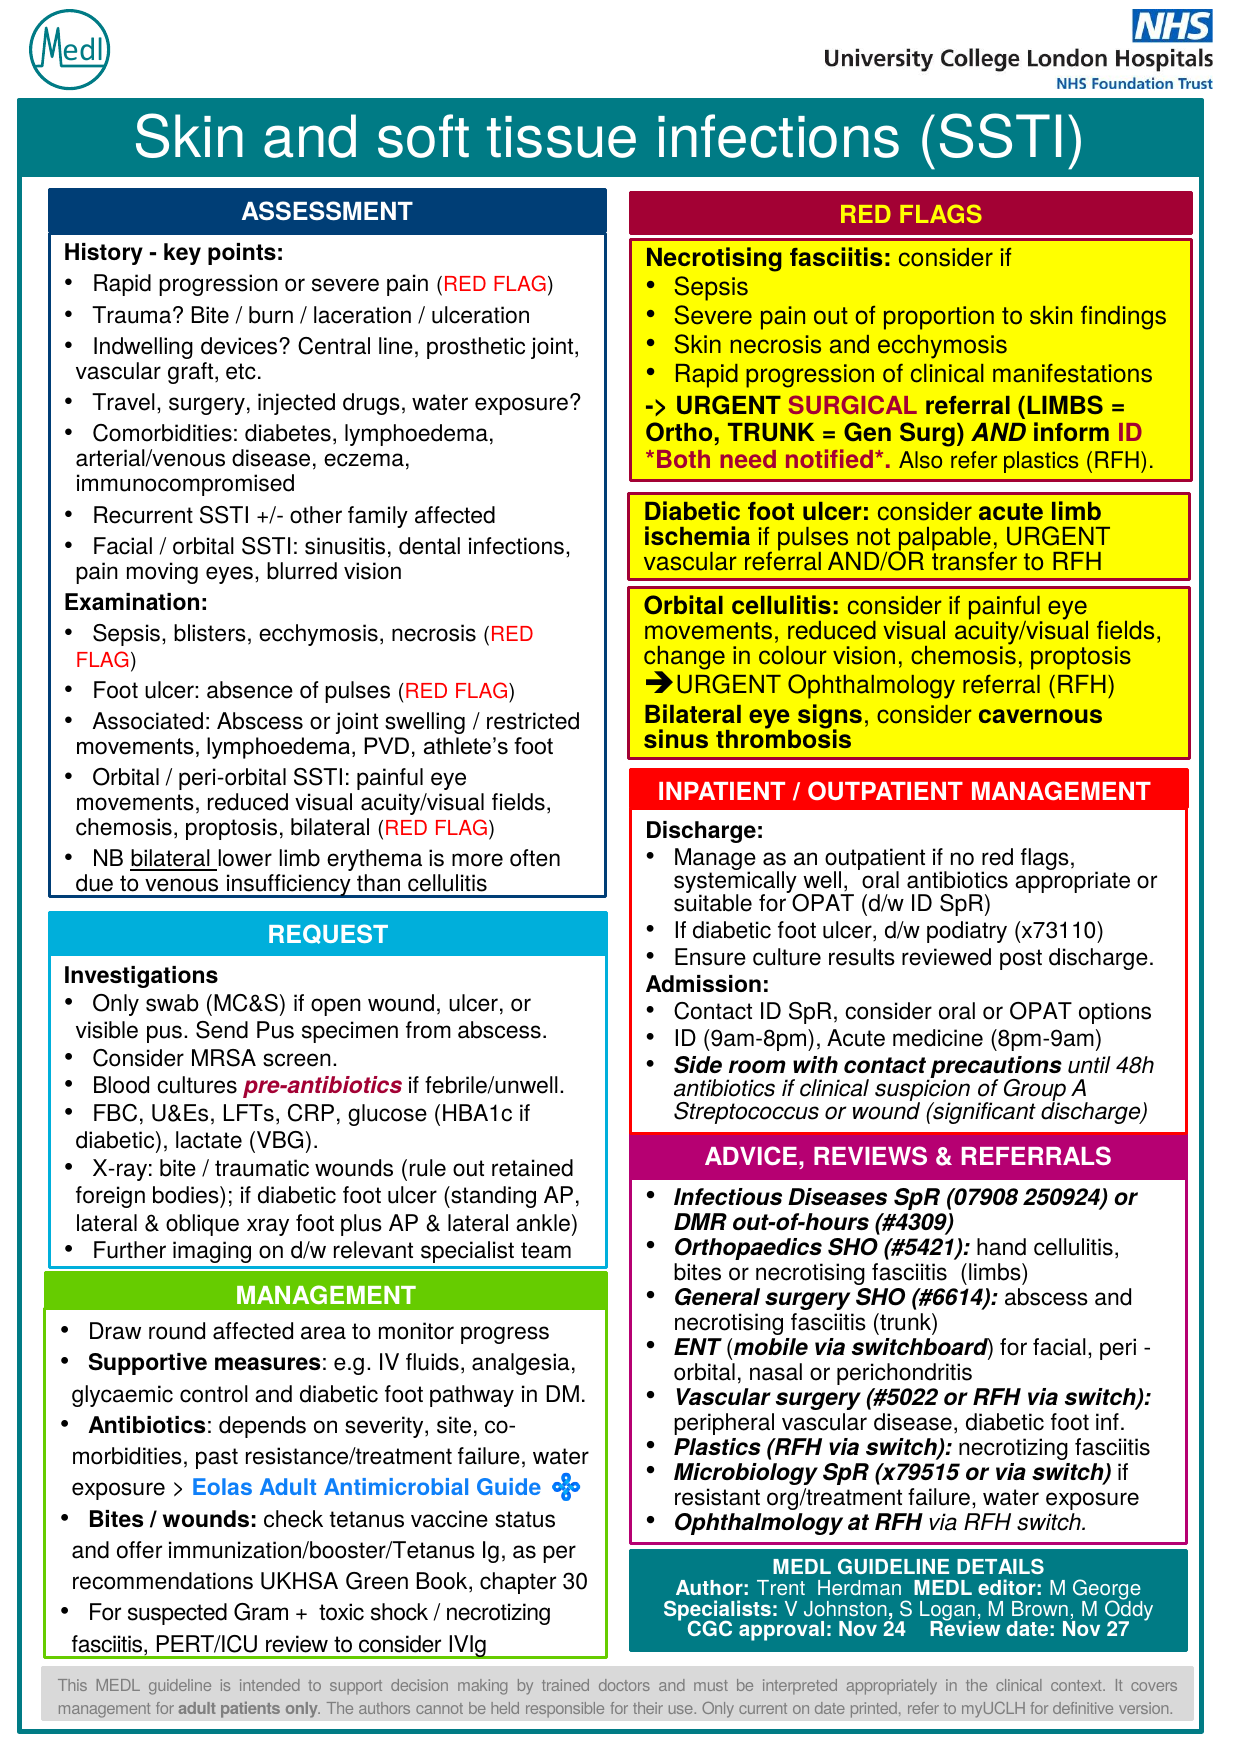 Medl
NHS
University College London Hospitals
NHS Foundation Trust
Skin and soft tissue infections (SSTI)
ASSESSMENT
History - key points:
• Rapid progression or severe pain (RED FLAG)
• Trauma? Bite / burn / laceration / ulceration
• Indwelling devices? Central line, prosthetic joint,
vascular graft, etc.
• Travel, surgery, injected drugs, water exposure?
• Comorbidities: diabetes, lymphoedema,
arterial/venous disease, eczema,
immunocompromised
• Recurrent SSTI +/- other family affected
• Facial / orbital SSTI: sinusitis, dental infections,
pain moving eyes, blurred vision
Examination:
• Sepsis, blisters, ecchymosis, necrosis (RED
FLAG)
• Foot ulcer: absence of pulses (RED FLAG)
• Associated: Abscess or joint swelling / restricted
movements, lymphoedema, PVD, athlete's foot
• Orbital / peri-orbital SSTI: painful eye
movements, reduced visual acuity/visual fields,
chemosis, proptosis, bilateral (RED FLAG)
• NB bilateral lower limb erythema is more often
due to venous insufficiency than cellulitis
REQUEST
Investigations
• Only swab (MC&S) if open wound, ulcer, or
visible pus. Send Pus specimen from abscess.
• Consider MRSA screen.
• Blood cultures pre-antibiotics if febrile/unwell.
• FBC, U&Es, LFTs, CRP, glucose (HBA1c if
diabetic), lactate (VBG).
• X-ray: bite / traumatic wounds (rule out retained
foreign bodies); if diabetic foot ulcer (standing AP,
lateral & oblique xray foot plus AP & lateral ankle)
• Further imaging on d/w relevant specialist team
MANAGEMENT
• Draw round affected area to monitor progress
• Supportive measures: e.g. IV fluids, analgesia,
glycaemic control and diabetic foot pathway in DM.
• Antibiotics: depends on severity, site, co-
morbidities, past resistance/treatment failure, water
exposure > Eolas Adult Antimicrobial Guide
• Bites / wounds: check tetanus vaccine status
and offer immunization/booster/Tetanus Ig, as per
recommendations UKHSA Green Book, chapter 30
• For suspected Gram + toxic shock / necrotizing
fasciitis, PERT/ICU review to consider IVIg
RED FLAGS
Necrotising fasciitis: consider if
• Sepsis
• Severe pain out of proportion to skin findings
• Skin necrosis and ecchymosis
• Rapid progression of clinical manifestations
-> URGENT SURGICAL referral (LIMBS =
Ortho, TRUNK = Gen Surg) AND inform ID
*Both need notified*. Also refer plastics (RFH).
Diabetic foot ulcer: consider acute limb
ischemia if pulses not palpable, URGENT
vascular referral AND/OR transfer to RFH
Orbital cellulitis: consider if painful eye
movements, reduced visual acuity/visual fields,
change in colour vision, chemosis, proptosis
➔URGENT Ophthalmology referral (RFH)
Bilateral eye signs, consider cavernous
sinus thrombosis
INPATIENT / OUTPATIENT MANAGEMENT
Discharge:
• Manage as an outpatient if no red flags,
systemically well, oral antibiotics appropriate or
suitable for OPAT (d/w ID SpR)
• If diabetic foot ulcer, d/w podiatry (x73110)
• Ensure culture results reviewed post discharge.
Admission:
• Contact ID SpR, consider oral or OPAT options
• ID (9am-8pm), Acute medicine (8pm-9am)
• Side room with contact precautions until 48h
antibiotics if clinical suspicion of Group A
Streptococcus or wound (significant discharge)
ADVICE, REVIEWS & REFERRALS
• Infectious Diseases SpR (07908 250924) or
DMR out-of-hours (#4309)
• Orthopaedics SHO (#5421): hand cellulitis,
bites or necrotising fasciitis (limbs)
• General surgery SHO (#6614): abscess and
necrotising fasciitis (trunk)
• ENT (mobile via switchboard) for facial, peri -
orbital, nasal or perichondritis
• Vascular surgery (#5022 or RFH via switch):
peripheral vascular disease, diabetic foot inf.
• Plastics (RFH via switch): necrotizing fasciitis
• Microbiology SpR (x79515 or via switch) if
resistant org/treatment failure, water exposure
• Ophthalmology at RFH via RFH switch.
MEDL GUIDELINE DETAILS
Author: Trent Herdman MEDL editor: M George
Specialists: V Johnston, S Logan, M Brown, M Oddy
CGC approval: Nov 24 Review date: Nov 27
This MEDL guideline is intended to support decision making by trained doctors and must be interpreted appropriately in the clinical context. It covers
management for adult patients only. The authors cannot be held responsible for their use. Only current on date printed, refer to myUCLH for definitive version.